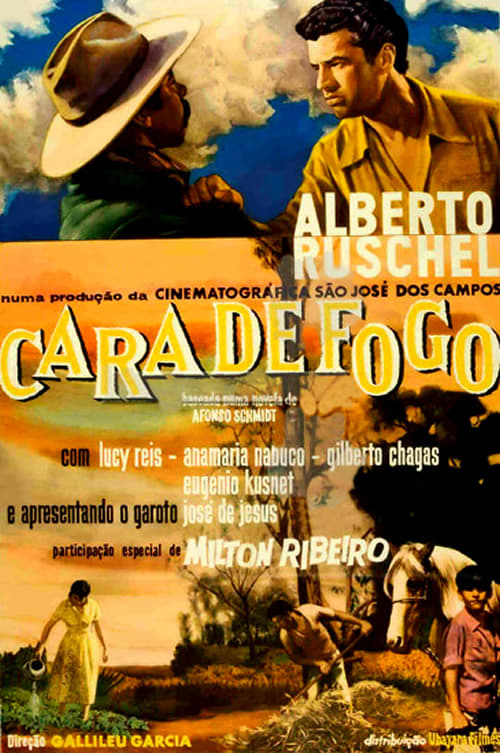 ALBERTO
RUSCHEL
numa produção da CINEMATOGRÁFICA SÃO JOSÉ DOS CAMPOS
CARA DE FOGO
baseada numa novela de
AFONSO SCHMIDT
com lucy reis - anamaria nabuco - gilberto chagas
eugenio kusnet
e apresentando o garoto josé de jesus
participação especial de MILTON RIBEIRO
Direção GALLILEU GARCIA
distribuição Ubayara Filmes